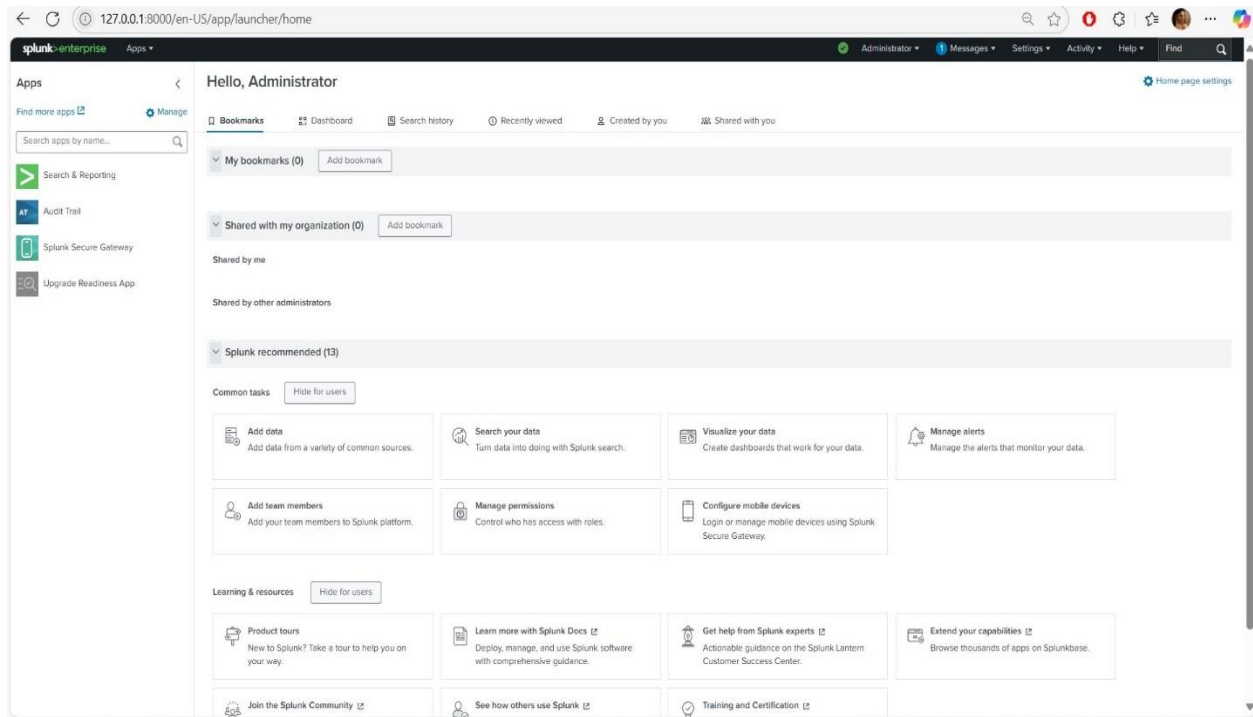 127.0.0.1:8000/en-US/app/launcher/home
splunk>enterprise Apps
Administrator 1 Messages Settings Activity Help Find
Apps
Find more apps Manage
Search apps by name...
Search & Reporting
AT Audit Trail
Splunk Secure Gateway
Upgrade Readiness App
Hello, Administrator
Home page settings
Bookmarks Dashboard Search history Recently viewed Created by you Shared with you
My bookmarks (0) Add bookmark
Shared with my organization (0) Add bookmark
Shared by me
Shared by other administrators
Splunk recommended (13)
Common tasks Hide for users
Add data
Add data from a variety of common sources.
Search your data
Turn data into doing with Splunk search.
Visualize your data
Create dashboards that work for your data.
Manage alerts
Manage the alerts that monitor your data.
Add team members
Add your team members to Splunk platform.
Manage permissions
Control who has access with roles.
Configure mobile devices
Login or manage mobile devices using Splunk
Secure Gateway.
Learning & resources Hide for users
Product tours
New to Splunk? Take a tour to help you on
your way.
Learn more with Splunk Docs
Deploy, manage, and use Splunk software
with comprehensive guidance.
Get help from Splunk experts
Actionable guidance on the Splunk Lantern
Customer Success Center.
Extend your capabilities
Browse thousands of apps on Splunkbase.
Join the Splunk Community
See how others use Splunk
Training and Certification